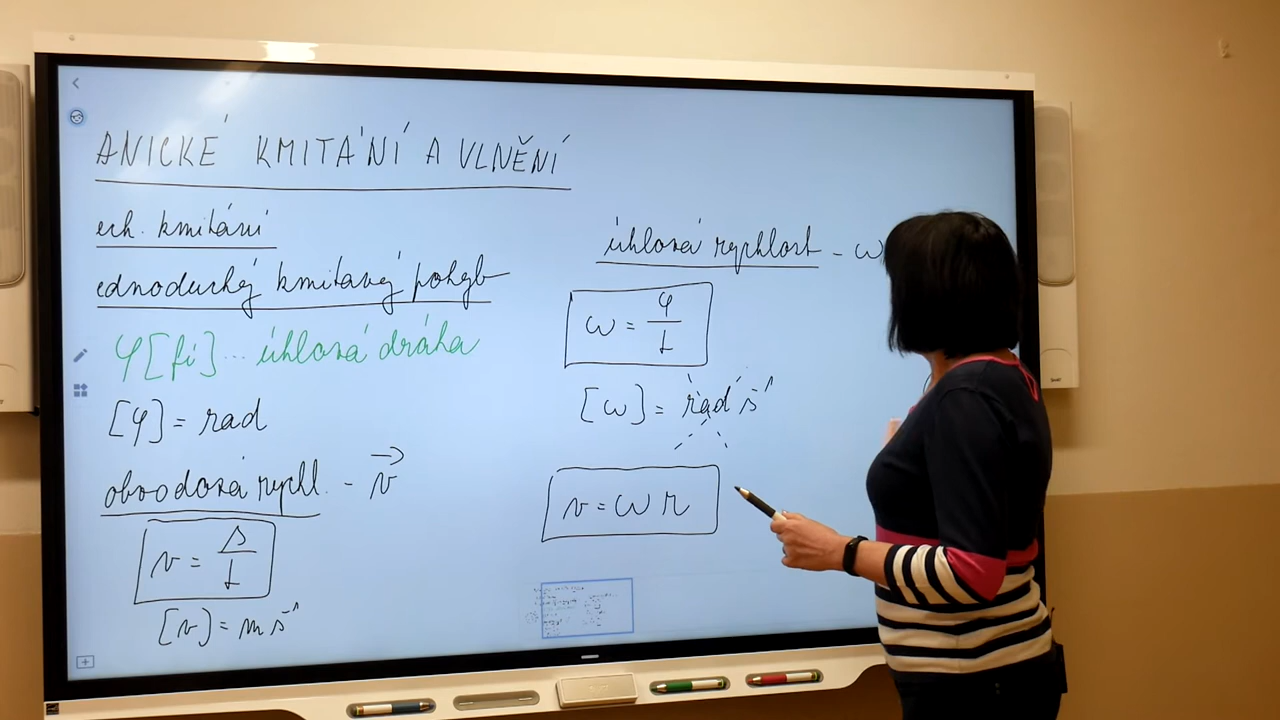 ANICKÉ KMITÁNÍ A VLNĚNÍ
ech. kmitání
ednoduchý kmitavý pohyb
φ [fí] ... úhlová dráha
[φ] = rad
obvodová rychl. - v⃗
v = s/t
[v] = m s⁻¹
úhlová rychlost - ω
ω = φ/t
[ω] = rad s⁻¹
v = ω r